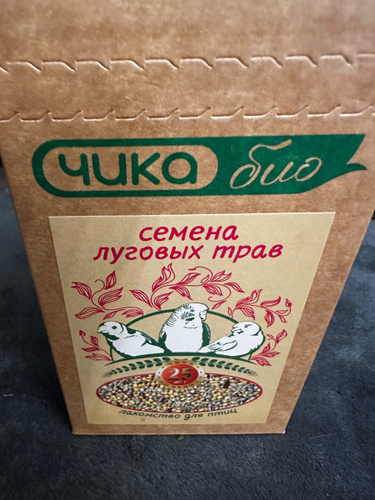 чика био
семена
луговых трав
25
лакомство для птиц